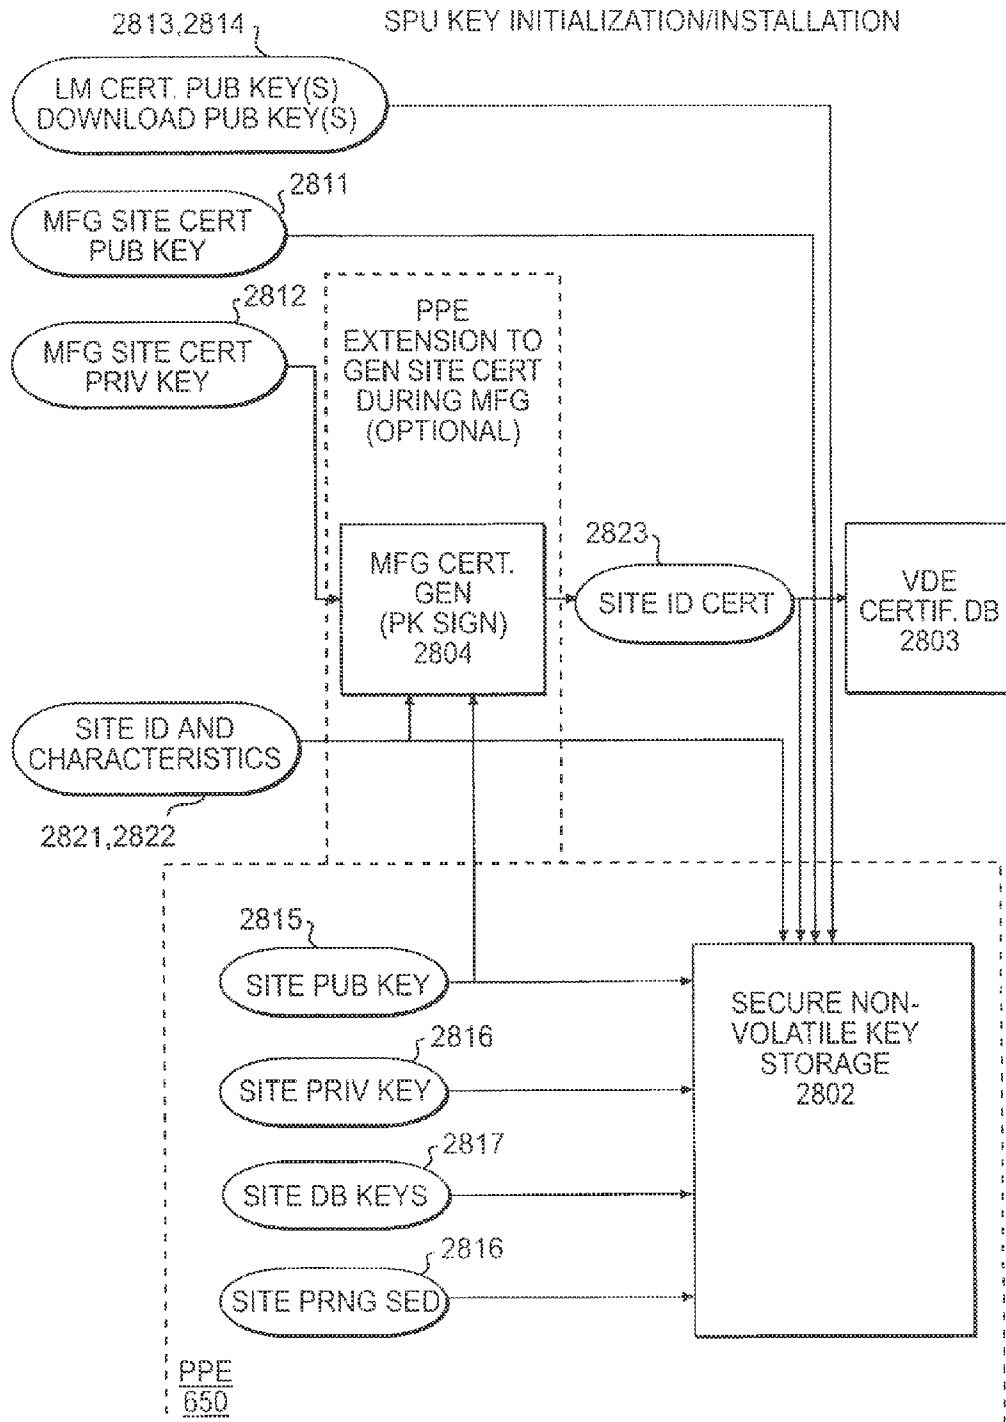 SPU KEY INITIALIZATION/INSTALLATION
2813,2814
LM CERT. PUB KEY(S)
DOWNLOAD PUB KEY(S)
2811
MFG SITE CERT
PUB KEY
2812
MFG SITE CERT
PRIV KEY
PPE
EXTENSION TO
GEN SITE CERT
DURING MFG
(OPTIONAL)
MFG CERT.
GEN
(PK SIGN)
2804
2823
SITE ID CERT
VDE
CERTIF. DB
2803
SITE ID AND
CHARACTERISTICS
2821,2822
2815
SITE PUB KEY
2816
SITE PRIV KEY
2817
SITE DB KEYS
2816
SITE PRNG SED
SECURE NON-
VOLATILE KEY
STORAGE
2802
PPE
650